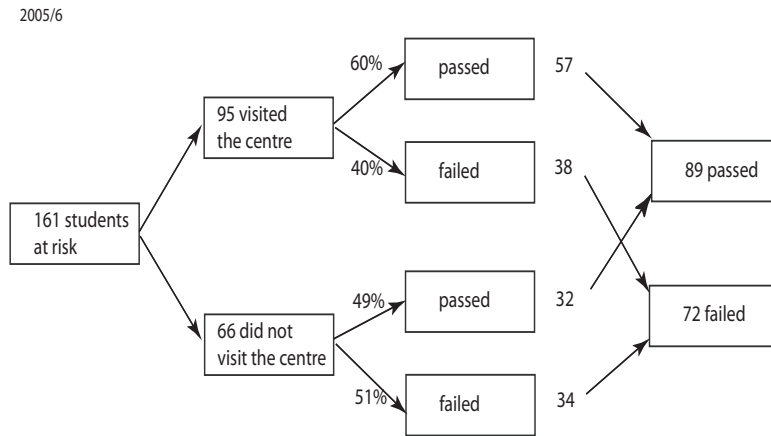 2005/6
60%
passed
57
95 visited
the centre
40%
failed
38
89 passed
161 students
at risk
49%
passed
32
66 did not
visit the centre
72 failed
51%
failed
34